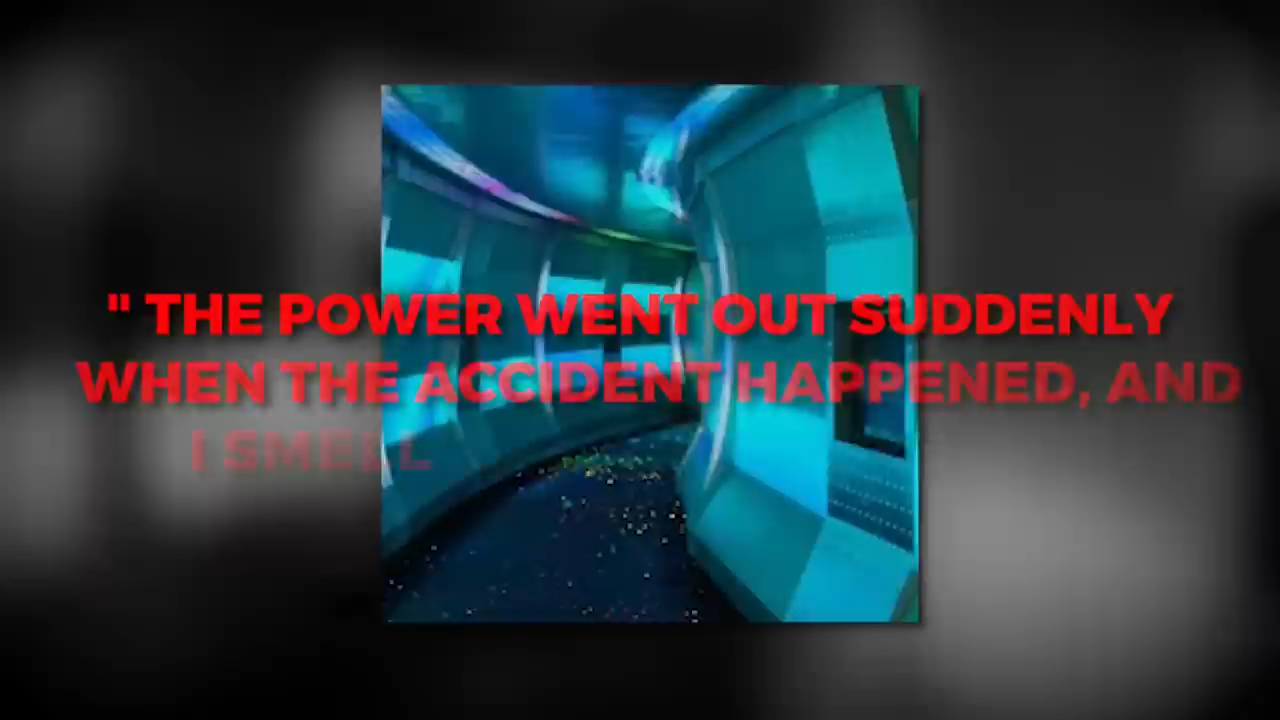 " THE POWER WENT OUT SUDDENLY
WHEN THE ACCIDENT HAPPENED, AND
I SMELL